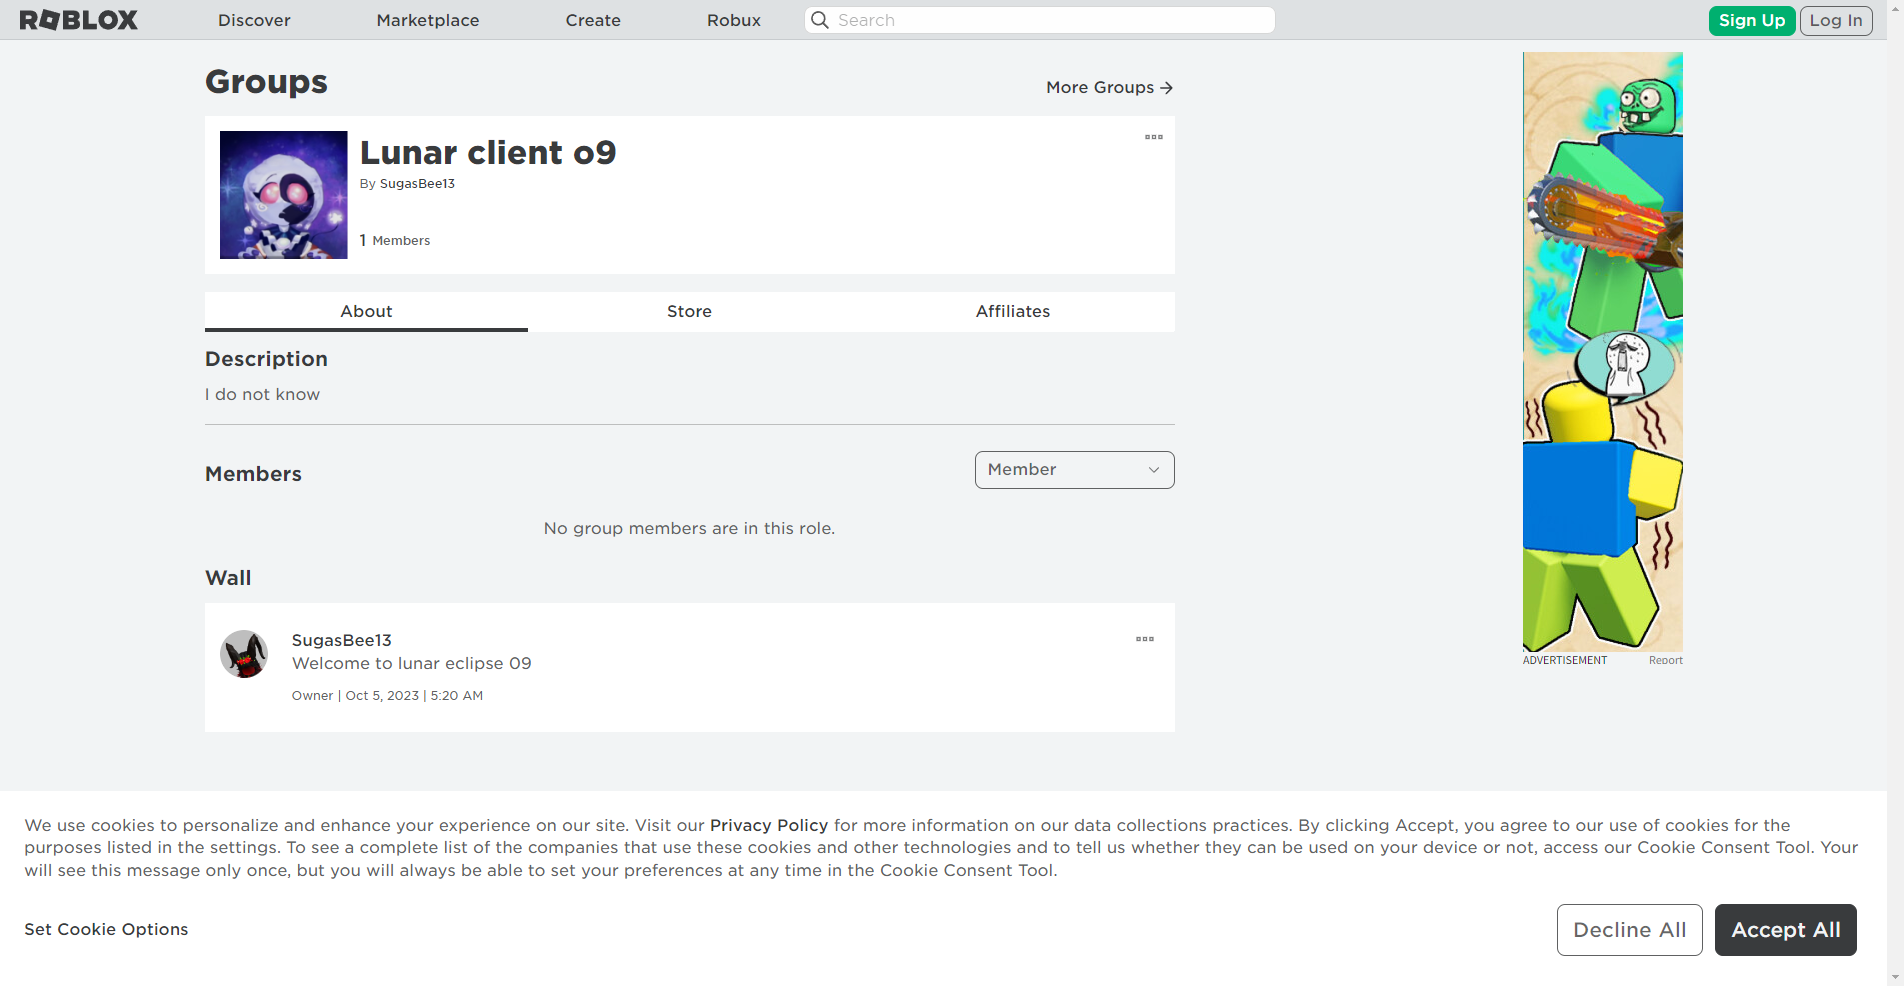 ROBLOX Discover Marketplace Create Robux Search Sign Up Log In
Groups
More Groups
Lunar client o9
By SugasBee13
1 Members
About Store Affiliates
Description
I do not know
Members
Member
No group members are in this role.
Wall
SugasBee13
Welcome to lunar eclipse 09
Owner | Oct 5, 2023 | 5:20 AM
ADVERTISEMENT Report
We use cookies to personalize and enhance your experience on our site. Visit our Privacy Policy for more information on our data collections practices. By clicking Accept, you agree to our use of cookies for the
purposes listed in the settings. To see a complete list of the companies that use these cookies and other technologies and to tell us whether they can be used on your device or not, access our Cookie Consent Tool. Your
will see this message only once, but you will always be able to set your preferences at any time in the Cookie Consent Tool.
Set Cookie Options
Decline All
Accept All